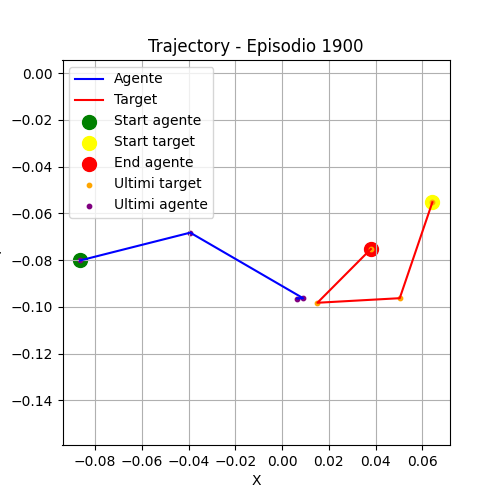 Trajectory - Episodio 1900
0.00
−0.02
−0.04
−0.06
−0.08
−0.10
−0.12
−0.14
Agente
Target
Start agente
Start target
End agente
Ultimi target
Ultimi agente
−0.08 −0.06 −0.04 −0.02 0.00 0.02 0.04 0.06
X